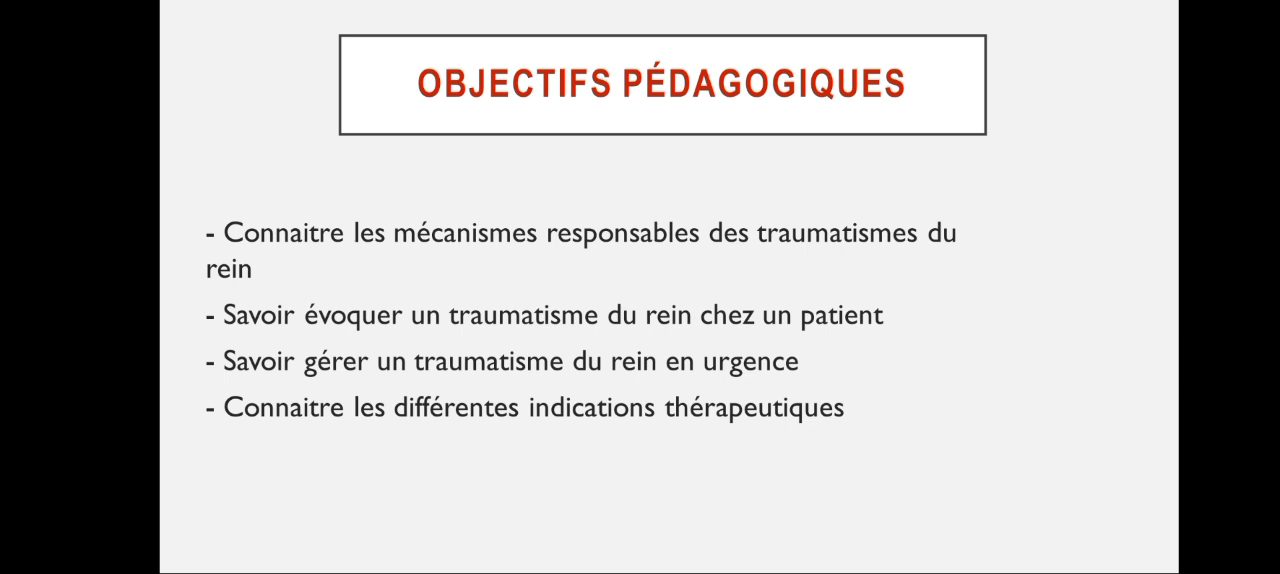 OBJECTIFS PÉDAGOGIQUES
- Connaitre les mécanismes responsables des traumatismes du
rein
- Savoir évoquer un traumatisme du rein chez un patient
- Savoir gérer un traumatisme du rein en urgence
- Connaitre les différentes indications thérapeutiques